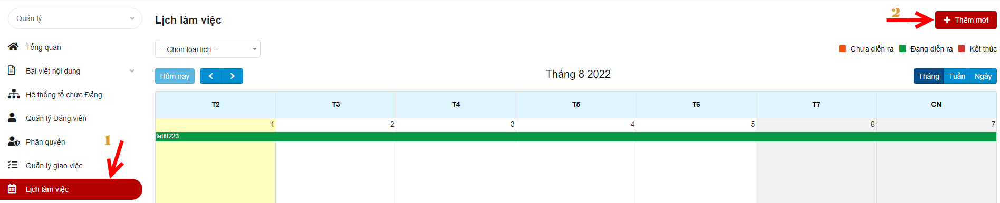 Quản lý
Tổng quan
Bài viết nội dung
Hệ thống tổ chức Đảng
Quản lý Đảng viên
Phân quyền
1
Quản lý giao việc
Lịch làm việc
Lịch làm việc
2
Thêm mới
-- Chọn loại lịch --
Chưa diễn ra Đang diễn ra Kết thúc
Hôm nay
Tháng 8 2022
Tháng Tuần Ngày
T2 T3 T4 T5 T6 T7 CN
1 2 3 4 5 6 7
tetttt223